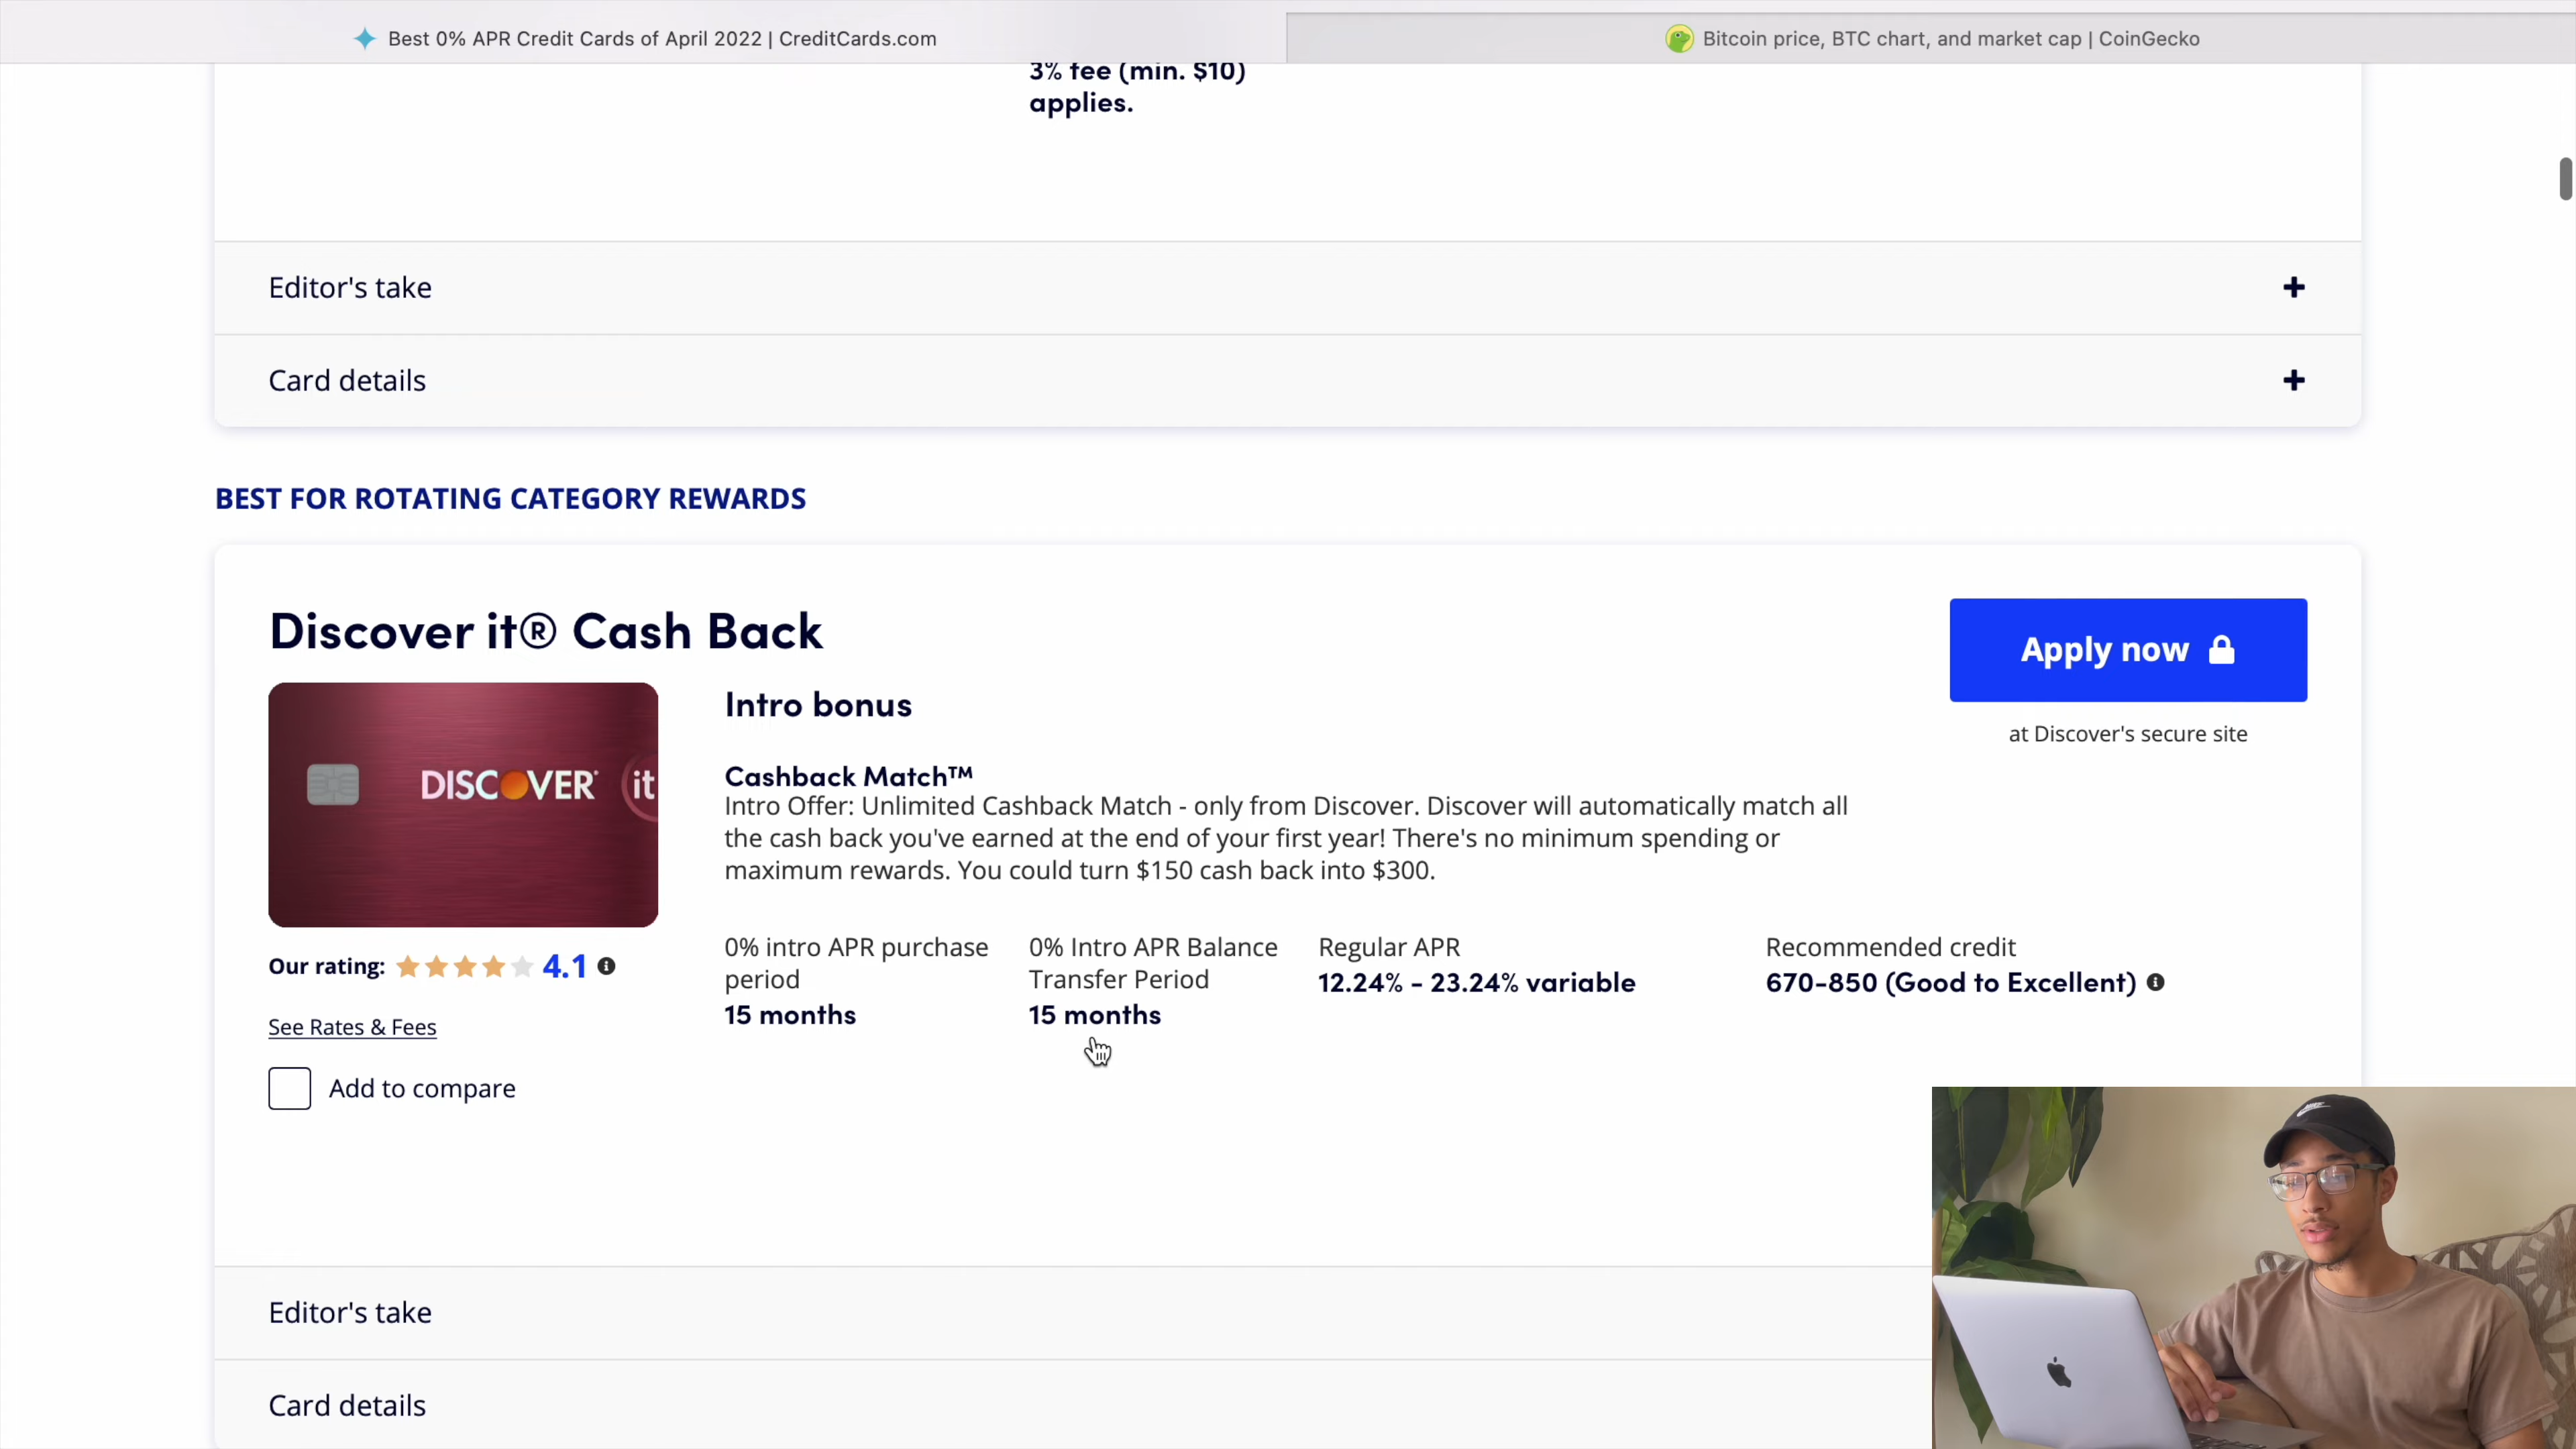 Best 0% APR Credit Cards of April 2022 | CreditCards.com
Bitcoin price, BTC chart, and market cap | CoinGecko
3% fee (min. $10)
applies.
Editor's take
Card details
BEST FOR ROTATING CATEGORY REWARDS
Discover it® Cash Back
Apply now
at Discover's secure site
DISCOVER it
Intro bonus
Cashback Match™
Intro Offer: Unlimited Cashback Match - only from Discover. Discover will automatically match all
the cash back you've earned at the end of your first year! There's no minimum spending or
maximum rewards. You could turn $150 cash back into $300.
Our rating: 4.1
See Rates & Fees
Add to compare
0% intro APR purchase
period
15 months
0% Intro APR Balance
Transfer Period
15 months
Regular APR
12.24% - 23.24% variable
Recommended credit
670-850 (Good to Excellent)
Editor's take
Card details